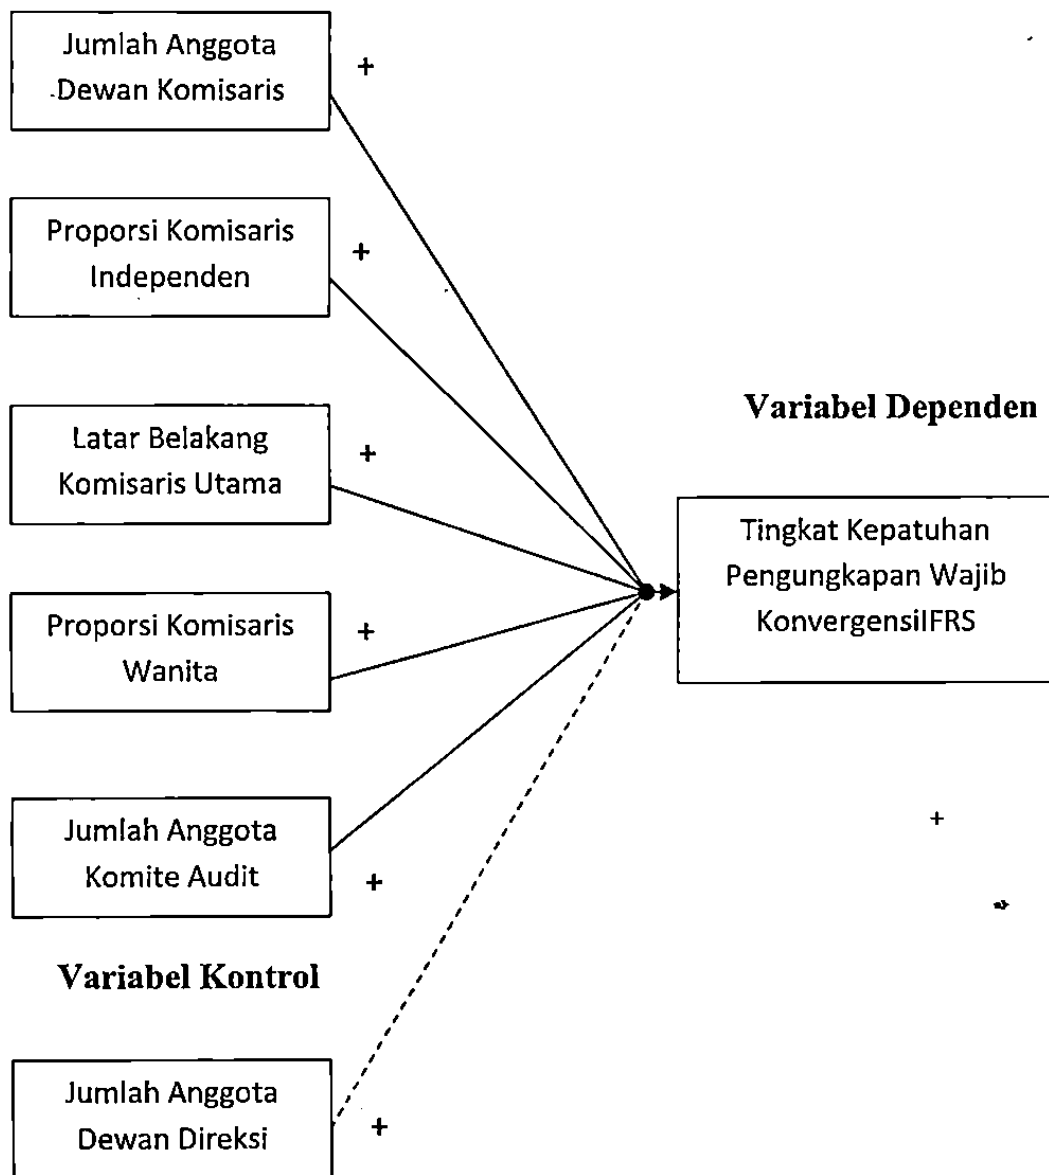 Jumlah Anggota
Dewan Komisaris
+
Proporsi Komisaris
Independen
+
Latar Belakang
Komisaris Utama
+
Proporsi Komisaris
Wanita
+
Jumlah Anggota
Komite Audit
+
Variabel Kontrol
Jumlah Anggota
Dewan Direksi
+
Variabel Dependen
Tingkat Kepatuhan
Pengungkapan Wajib
KonvergensiIFRS
+